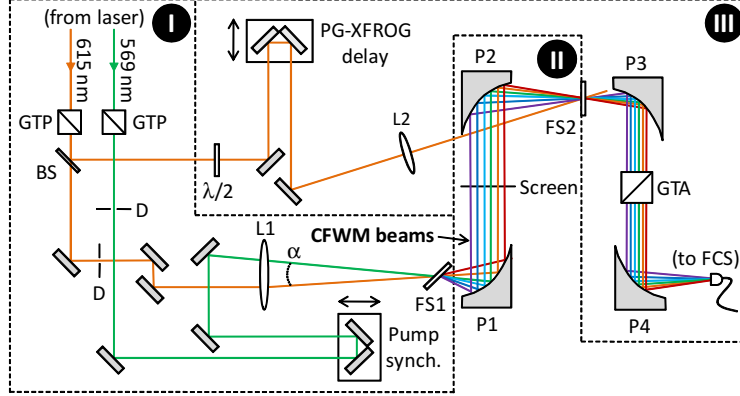 (from laser)
I
PG-XFROG
delay
II
III
615 nm
569 nm
P2
P3
GTP
GTP
L2
FS2
BS
λ/2
Screen
GTA
D
L1
CFWM beams
α
(to FCS)
D
FS1
P1
P4
Pump
synch.